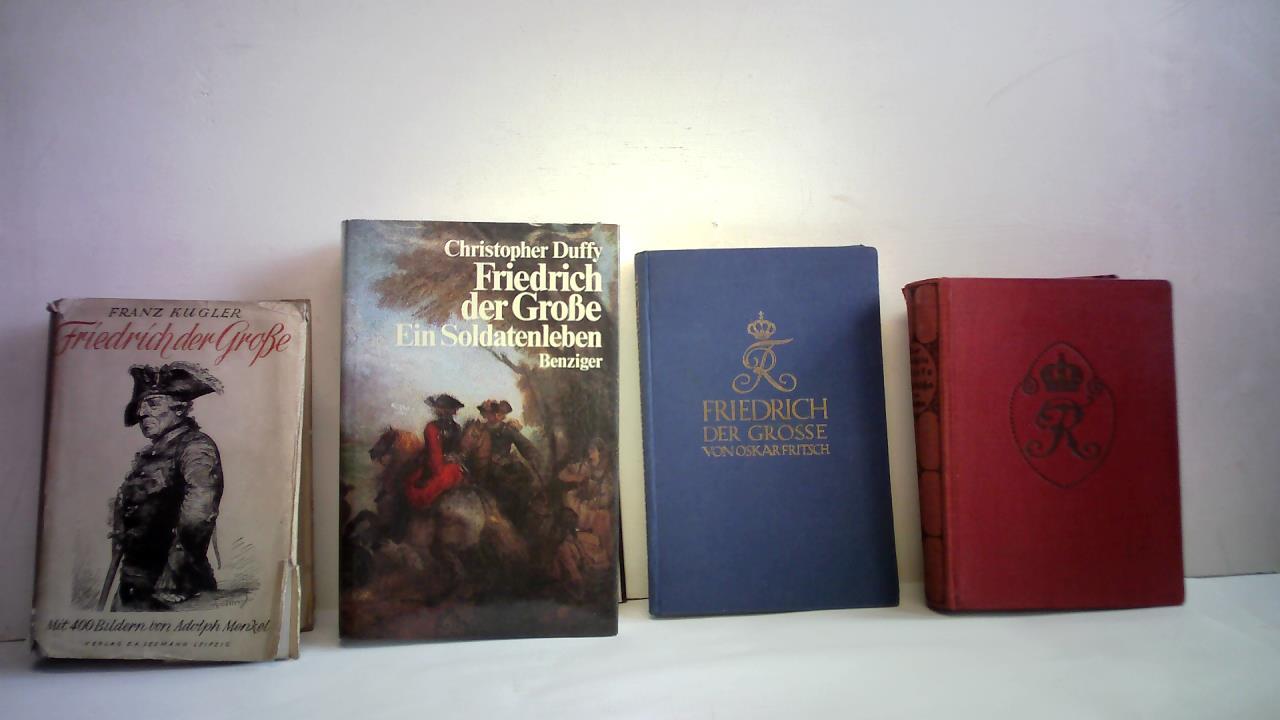 FRANZ KUGLER
Friedrich der Große
Mit 400 Bildern von Adolph Menzel
VERLAG E.A. SEEMANN LEIPZIG
Christopher Duffy
Friedrich
der Große
Ein Soldatenleben
Benziger
FR
FRIEDRICH
DER GROSSE
VON OSKAR FRITSCH
FR